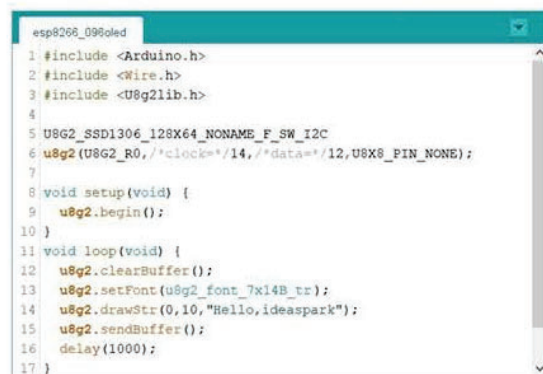 esp8266_096oled
1 #include <Arduino.h>
2 #include <Wire.h>
3 #include <U8g2lib.h>
4
5 U8G2_SSD1306_128X64_NONAME_F_SW_I2C
6 u8g2(U8G2_R0,/*clock=*/14,/*data=*/12,U8X8_PIN_NONE);
7
8 void setup(void) {
9   u8g2.begin();
10 }
11 void loop(void) {
12   u8g2.clearBuffer();
13   u8g2.setFont(u8g2_font_7x14B_tr);
14   u8g2.drawStr(0,10,"Hello,ideaspark");
15   u8g2.sendBuffer();
16   delay(1000);
17 }